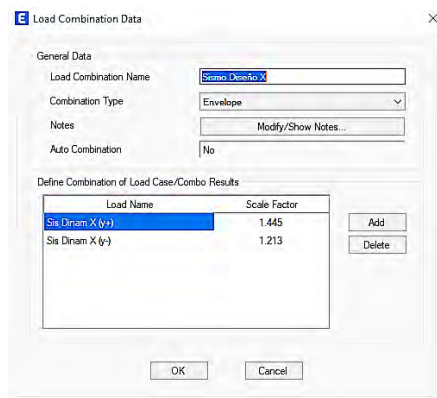 E Load Combination Data
General Data
Load Combination Name Sismo Diseño X
Combination Type Envelope
Notes Modify/Show Notes...
Auto Combination No
Define Combination of Load Case/Combo Results
Load Name Scale Factor
Sis Dinam X (y+) 1.445 Add
Sis Dinam X (y-) 1.213 Delete
OK Cancel